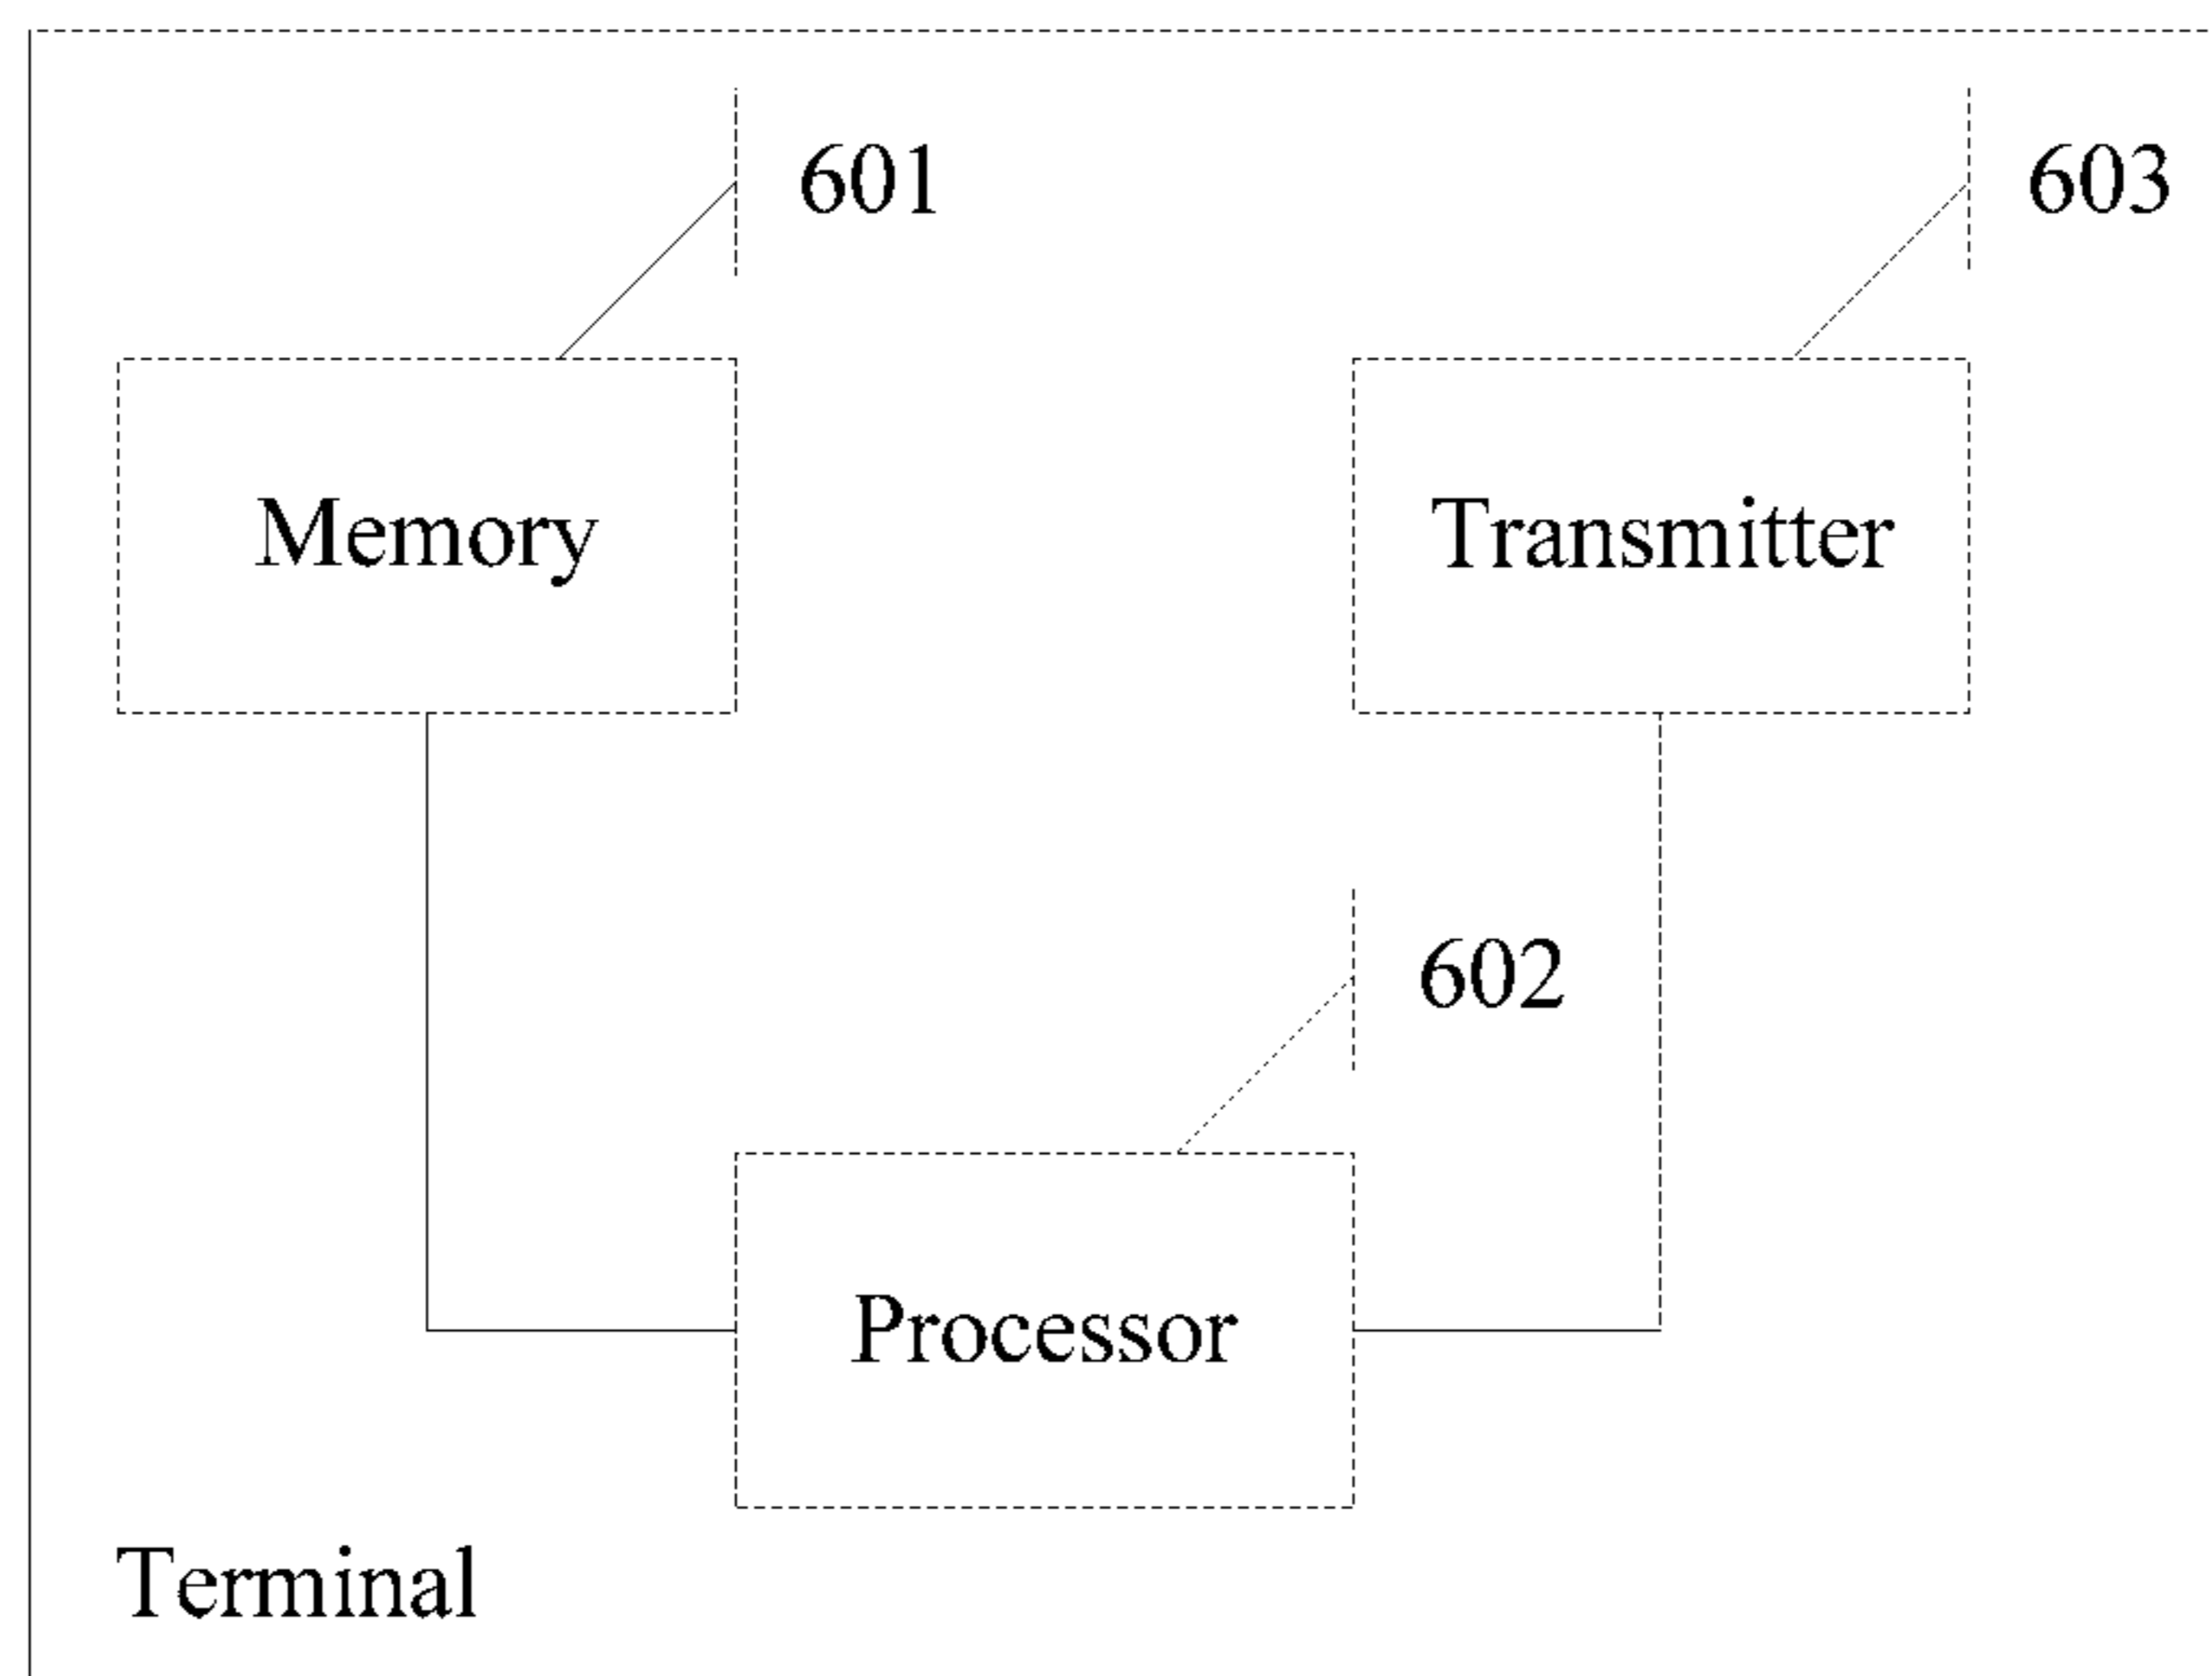 601
603
Memory
Transmitter
602
Processor
Terminal